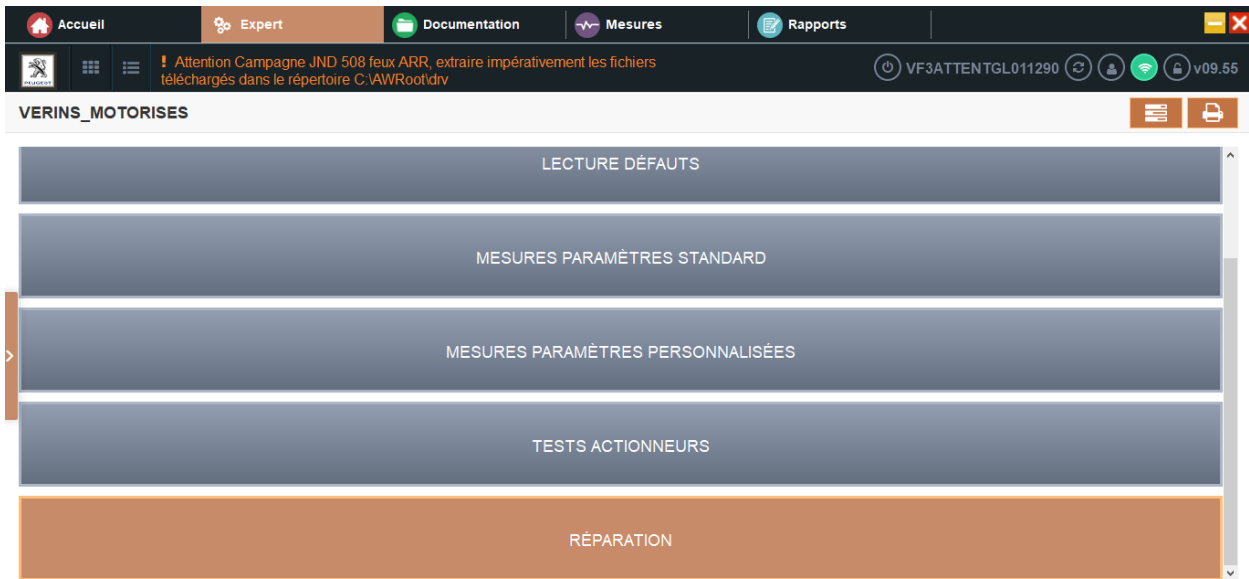 Accueil
Expert
Documentation
Mesures
Rapports
PEUGEOT
! Attention Campagne JND 508 feux ARR, extraire impérativement les fichiers
téléchargés dans le répertoire C:\AWRoot\drv
VF3ATTENTGL011290
v09.55
VERINS_MOTORISES
LECTURE DÉFAUTS
MESURES PARAMÈTRES STANDARD
MESURES PARAMÈTRES PERSONNALISÉES
TESTS ACTIONNEURS
RÉPARATION